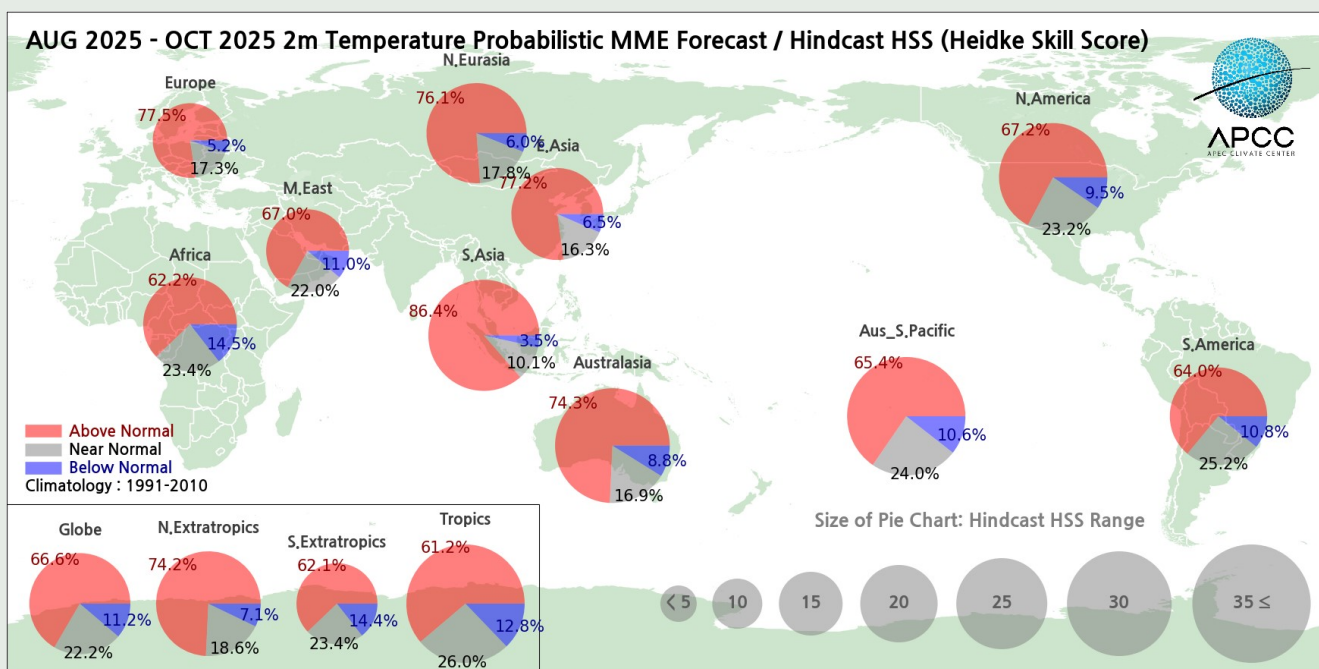 AUG 2025 - OCT 2025 2m Temperature Probabilistic MME Forecast / Hindcast HSS (Heidke Skill Score)
APCC
APEC CLIMATE CENTER
N.Eurasia
76.1%
6.0%
17.8%
Europe
77.5%
5.2%
17.3%
E.Asia
77.2%
6.5%
16.3%
N.America
67.2%
9.5%
23.2%
M.East
67.0%
11.0%
22.0%
Africa
62.2%
14.5%
23.4%
S.Asia
86.4%
3.5%
10.1%
Australasia
74.3%
8.8%
16.9%
Aus_S.Pacific
65.4%
10.6%
24.0%
S.America
64.0%
10.8%
25.2%
Above Normal
Near Normal
Below Normal
Climatology : 1991-2010
Globe
66.6%
11.2%
22.2%
N.Extratropics
74.2%
7.1%
18.6%
S.Extratropics
62.1%
14.4%
23.4%
Tropics
61.2%
12.8%
26.0%
Size of Pie Chart: Hindcast HSS Range
< 5 10 15 20 25 30 35 ≤